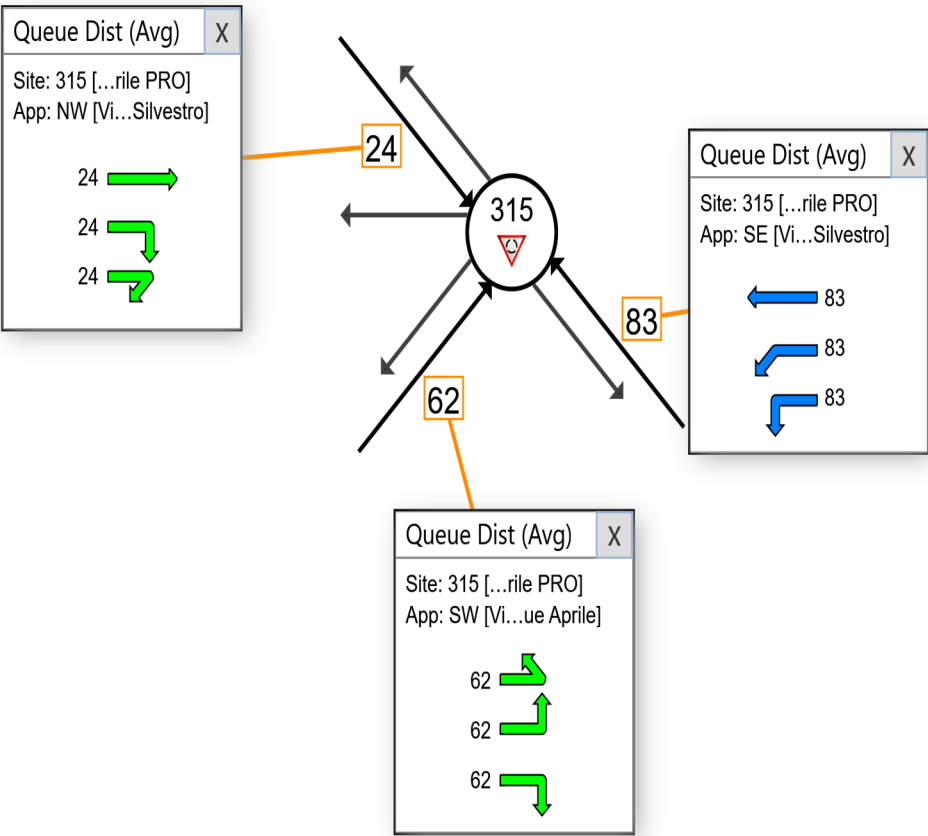 Queue Dist (Avg) X
Site: 315 [...rile PRO]
App: NW [Vi...Silvestro]
24
24
24
24
315
Queue Dist (Avg) X
Site: 315 [...rile PRO]
App: SE [Vi...Silvestro]
83
83
83
83
62
Queue Dist (Avg) X
Site: 315 [...rile PRO]
App: SW [Vi...ue Aprile]
62
62
62